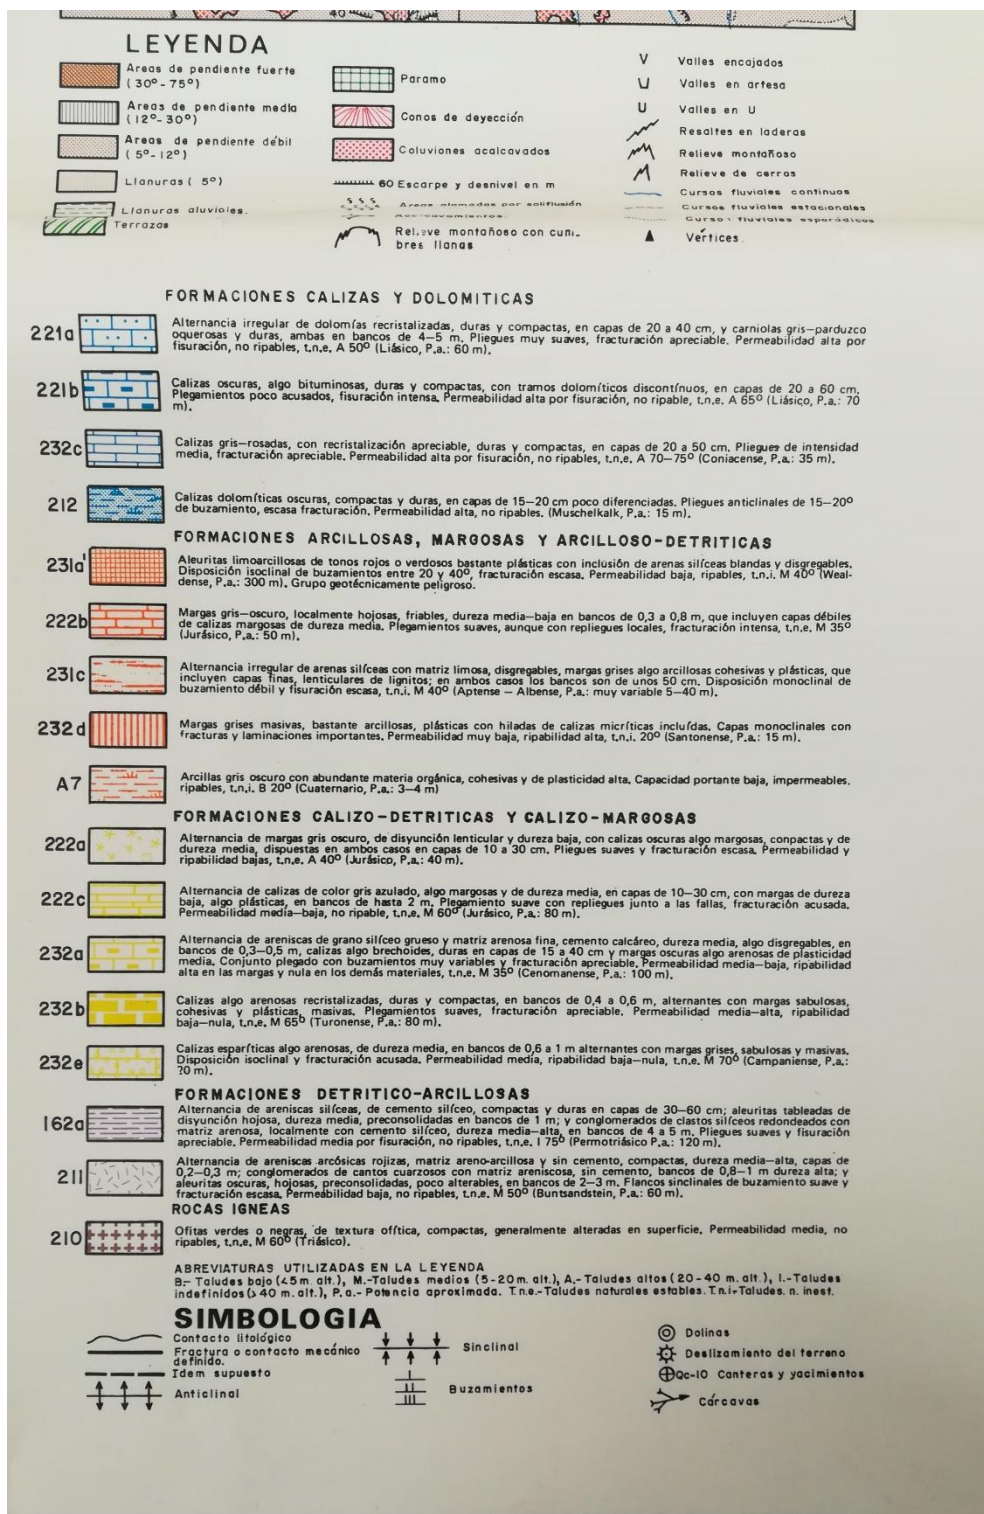 40
LEYENDA
Areas de pendiente fuerte
(30º-75º)
Areas de pendiente media
(12º-30º)
Areas de pendiente débil
(5º-12º)
Llanuras (5º)
Llanuras aluviales.
Terrazas
Paramo
Conos de deyección
Coluviones acalcavados
60 Escarpe y desnivel en m
Areas alomadas por soliflusión
Relieve montañoso con cum-
bres llanas
V Valles encajados
Valles en artesa
U Valles en U
Resaltes en laderas
Relieve montañoso
Relieve de cerros
Cursos fluviales continuos
Cursos fluviales estacionales
Cursos fluviales esporádicos
Vértices.
FORMACIONES CALIZAS Y DOLOMITICAS
221a Alternancia irregular de dolomías recristalizadas, duras y compactas, en capas de 20 a 40 cm, y carniolas gris-parduzco
oquerosas y duras, ambas en bancos de 4-5 m. Pliegues muy suaves, fracturación apreciable. Permeabilidad alta por
fisuración, no ripables, t.n.e. A 50º (Liásico, P.a.: 60 m).
221b Calizas oscuras, algo bituminosas, duras y compactas, con tramos dolomíticos discontínuos, en capas de 20 a 60 cm.
Plegamientos poco acusados, fisuración intensa. Permeabilidad alta por fisuración, no ripable, t.n.e. A 65º (Liásico, P.a.: 70
m).
232c Calizas gris-rosadas, con recristalización apreciable, duras y compactas, en capas de 20 a 50 cm. Pliegues de intensidad
media, fracturación apreciable. Permeabilidad alta por fisuración, no ripables, t.n.e. A 70-75º (Coniacense, P.a.: 35 m).
212 Calizas dolomíticas oscuras, compactas y duras, en capas de 15-20 cm poco diferenciadas. Pliegues anticlinales de 15-20º
de buzamiento, escasa fracturación. Permeabilidad alta, no ripables. (Muschelkalk, P.a.: 15 m).
FORMACIONES ARCILLOSAS, MARGOSAS Y ARCILLOSO-DETRITICAS
231a' Aleuritas limoarcillosas de tonos rojos o verdosos bastante plásticas con inclusión de arenas silíceas blandas y disgregables.
Disposición isoclinal de buzamientos entre 20 y 40º, fracturación escasa. Permeabilidad baja, ripables, t.n.i. M 40º (Weal-
dense, P.a.: 300 m). Grupo geotécnicamente peligroso.
222b Margas gris-oscuro, localmente hojosas, friables, dureza media-baja en bancos de 0,3 a 0,8 m, que incluyen capas débiles
de calizas margosas de dureza media. Plegamientos suaves, aunque con repliegues locales, fracturación intensa, t.n.e. M 35º
(Jurásico, P.a.: 50 m).
231c Alternancia irregular de arenas silíceas con matriz limosa, disgregables, margas grises algo arcillosas cohesivas y plásticas, que
incluyen capas finas, lenticulares de lignitos; en ambos casos los bancos son de unos 50 cm. Disposición monoclinal de
buzamiento débil y fisuración escasa, t.n.i. M 40º (Aptense - Albense, P.a.: muy variable 5-40 m).
232d Margas grises masivas, bastante arcillosas, plásticas con hiladas de calizas micríticas incluídas. Capas monoclinales con
fracturas y laminaciones importantes. Permeabilidad muy baja, ripabilidad alta, t.n.i. 20º (Santonense, P.a.: 15 m).
A7 Arcillas gris oscuro con abundante materia orgánica, cohesivas y de plasticidad alta. Capacidad portante baja, impermeables.
ripables, t.n.i. B 20º (Cuaternario, P.a.: 3-4 m)
FORMACIONES CALIZO-DETRITICAS Y CALIZO-MARGOSAS
222a Alternancia de margas gris oscuro, de disyunción lenticular y dureza baja, con calizas oscuras algo margosas, conpactas y de
dureza media, dispuestas en ambos casos en capas de 10 a 30 cm. Pliegues suaves y fracturación escasa. Permeabilidad y
ripabilidad bajas, t.n.e. A 40º (Jurásico, P.a.: 40 m).
222c Alternancia de calizas de color gris azulado, algo margosas y de dureza media, en capas de 10-30 cm, con margas de dureza
baja, algo plásticas, en bancos de hasta 2 m. Plegamiento suave con repliegues junto a las fallas, fracturación acusada.
Permeabilidad media-baja, no ripable, t.n.e. M 60º (Jurásico, P.a.: 80 m).
232a Alternancia de areniscas de grano silíceo grueso y matriz arenosa fina, cemento calcáreo, dureza media, algo disgregables, en
bancos de 0,3-0,5 m, calizas algo brechoides, duras en capas de 15 a 40 cm y margas oscuras algo arenosas de plasticidad
media. Conjunto plegado con buzamientos muy variables y fracturación apreciable. Permeabilidad media-baja, ripabilidad
alta en las margas y nula en los demás materiales, t.n.e. M 35º (Cenomanense, P.a.: 100 m).
232b Calizas algo arenosas recristalizadas, duras y compactas, en bancos de 0,4 a 0,6 m, alternantes con margas sabulosas,
cohesivas y plásticas, masivas. Plegamientos suaves, fracturación apreciable. Permeabilidad media-alta, ripabilidad
baja-nula, t.n.e. M 65º (Turonense, P.a.: 80 m).
232e Calizas esparíticas algo arenosas, de dureza media, en bancos de 0,6 a 1 m alternantes con margas grises, sabulosas y masivas.
Disposición isoclinal y fracturación acusada. Permeabilidad media, ripabilidad baja-nula, t.n.e. M 70º (Campaniense, P.a.:
70 m).
FORMACIONES DETRITICO-ARCILLOSAS
162a Alternancia de areniscas silíceas, de cemento silíceo, compactas y duras en capas de 30-60 cm; aleuritas tableadas de
disyunción hojosa, dureza media, preconsolidadas en bancos de 1 m; y conglomerados de clastos silíceos redondeados con
matriz arenosa, localmente con cemento silíceo, dureza media-alta, en bancos de 4 a 5 m. Pliegues suaves y fisuración
apreciable. Permeabilidad media por fisuración, no ripables, t.n.e. I 75º (Permotriásico P.a.: 120 m).
211 Alternancia de areniscas arcósicas rojizas, matriz areno-arcillosa y sin cemento, compactas, dureza media-alta, capas de
0,2-0,3 m; conglomerados de cantos cuarzosos con matriz areniscosa, sin cemento, bancos de 0,8-1 m dureza alta; y
aleuritas oscuras, hojosas, preconsolidadas, poco alterables, en bancos de 2-3 m. Flancos sinclinales de buzamiento suave y
fracturación escasa. Permeabilidad baja, no ripables, t.n.e. M 50º (Buntsandstein, P.a.: 60 m).
ROCAS IGNEAS
210 Ofitas verdes o negras, de textura ofítica, compactas, generalmente alteradas en superficie. Permeabilidad media, no
ripables, t.n.e. M 60º (Triásico).
ABREVIATURAS UTILIZADAS EN LA LEYENDA
B.- Taludes bajo (<5m. alt.), M.-Taludes medios (5-20m. alt.), A.-Taludes altos (20-40 m. alt.), I.-Taludes
indefinidos (>40 m. alt.), P.a.- Potencia aproximada. T.n.e.-Taludes naturales estables. T.n.i.-Taludes. n. inest.
SIMBOLOGIA
Contacto litológico
Fractura o contacto mecánico
definido.
Idem supuesto
Anticlinal
Sinclinal
Buzamientos
Dolinas
Deslizamiento del terreno
Qc-10 Canteras y yacimientos
Cárcavas